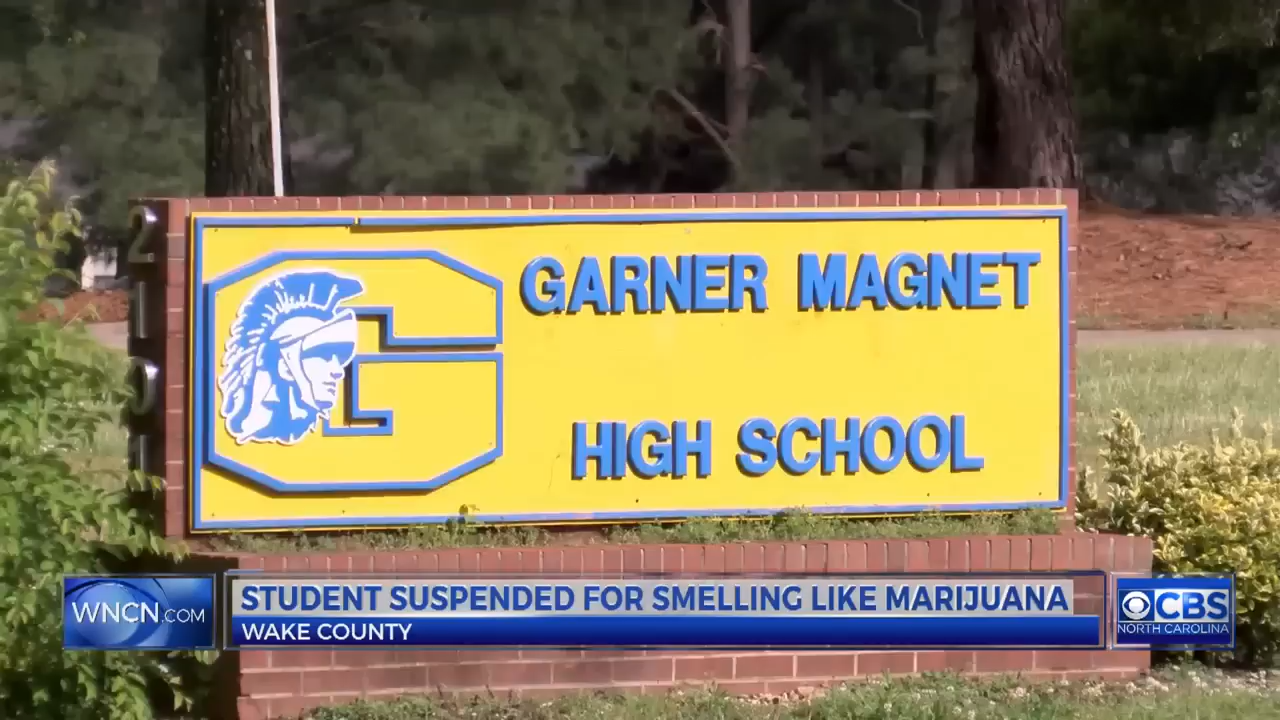 GARNER MAGNET
HIGH SCHOOL
G
WNCN.COM
STUDENT SUSPENDED FOR SMELLING LIKE MARIJUANA
WAKE COUNTY
CBS
NORTH CAROLINA